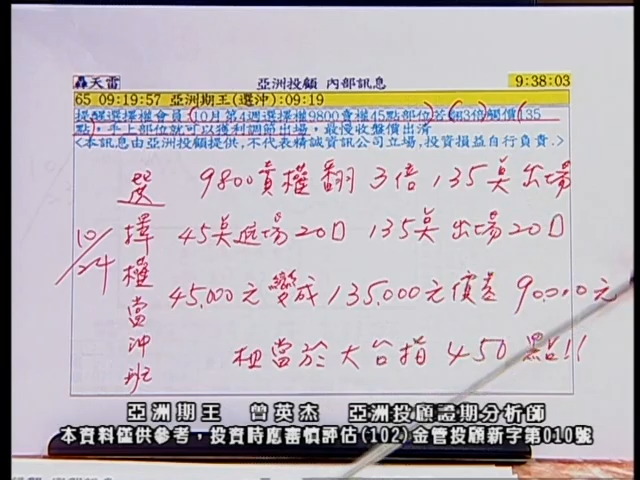 轟天雷 亞洲投顧 內部訊息 9:38:03
65 09:19:57 亞洲期王(選沖):09:19
提醒選擇權會員(10月第4週選擇權9800賣權45點部位)若(翻3倍)觸價(135
點)，手上部位就可以獲利調節出場，最慢收盤價出清
<本訊息由亞洲投顧提供，不代表精誠資訊公司立場，投資損益自行負責.>
10/24
選擇權當沖班
9800賣權翻3倍135點出場
45點進場20口 135點出場20口
45,000元變成135,000元價差90,000元
相當於大台指450點!!
亞洲期王 曾英杰 亞洲投顧證期分析師
本資料僅供參考，投資時應審慎評估(102)金管投顧新字第010號